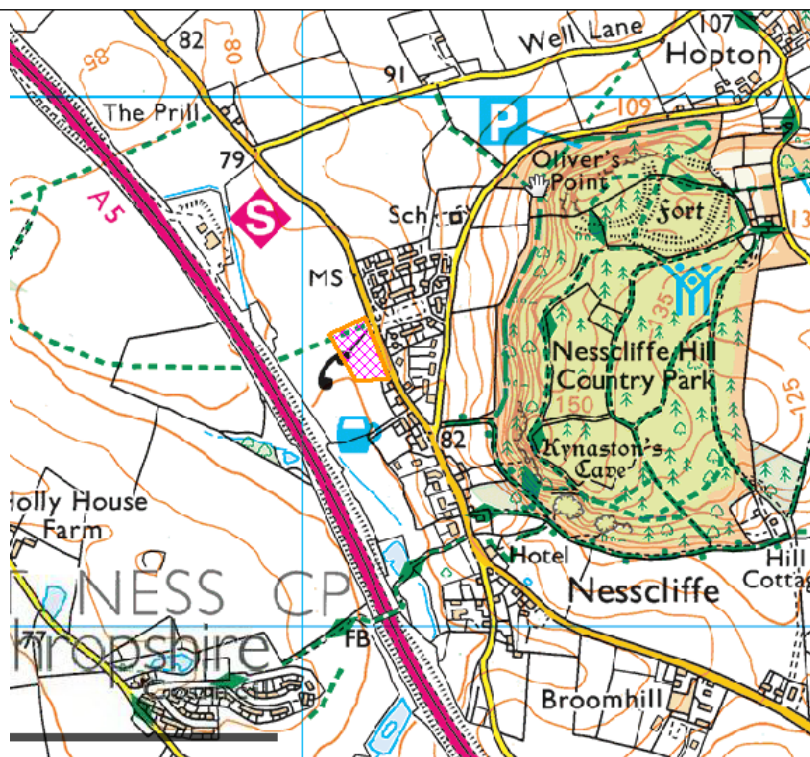 107
Well Lane
Hopton
82
80
85
91
The Prill
109
P
79
Oliver's
Point
A5
S
Sch
Fort
MS
135
Nesscliffe Hill
Country Park
150
125
82
Kynaston's
Cave
olly House
Farm
Hotel
Hill
Cottag
NESS CP
Nesscliffe
77
hropshire
FB
Broomhill